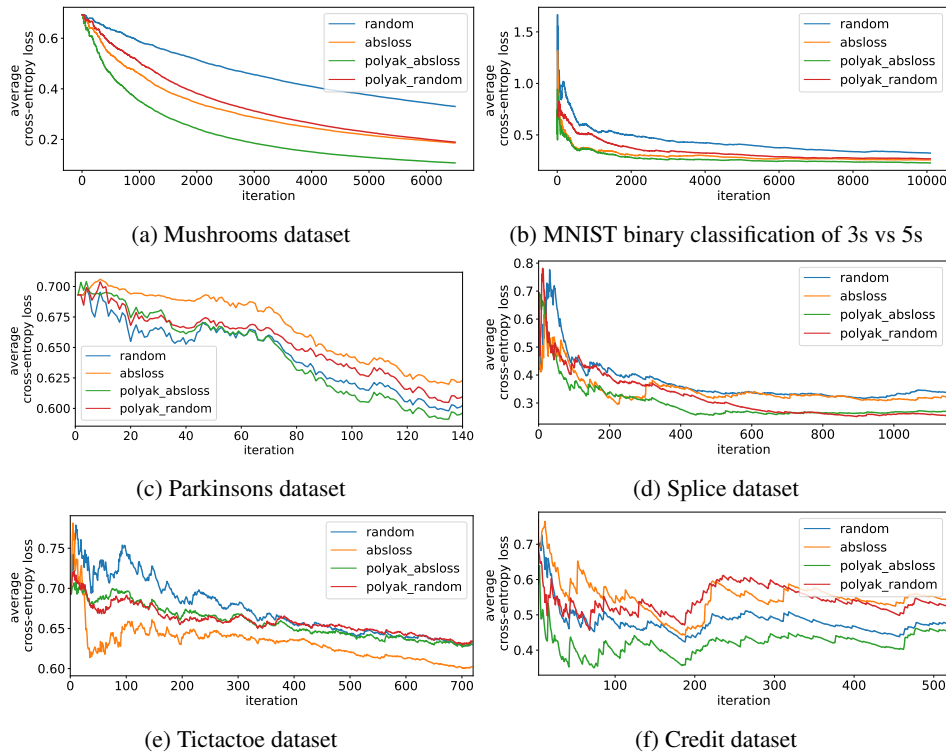 random
absloss
polyak_absloss
polyak_random
0.6
0.4
0.2
average
cross-entropy loss
0 1000 2000 3000 4000 5000 6000
iteration
(a) Mushrooms dataset
random
absloss
polyak_absloss
polyak_random
1.5
1.0
0.5
average
cross-entropy loss
0 2000 4000 6000 8000 10000
iteration
(b) MNIST binary classification of 3s vs 5s
0.700
0.675
0.650
0.625
0.600
average
cross-entropy loss
random
absloss
polyak_absloss
polyak_random
0 20 40 60 80 100 120 140
iteration
(c) Parkinsons dataset
0.8
0.7
0.6
0.5
0.4
0.3
average
cross-entropy loss
random
absloss
polyak_absloss
polyak_random
0 200 400 600 800 1000
iteration
(d) Splice dataset
0.75
0.70
0.65
0.60
average
cross-entropy loss
random
absloss
polyak_absloss
polyak_random
0 100 200 300 400 500 600 700
iteration
(e) Tictactoe dataset
0.7
0.6
0.5
0.4
average
cross-entropy loss
random
absloss
polyak_absloss
polyak_random
100 200 300 400 500
iteration
(f) Credit dataset